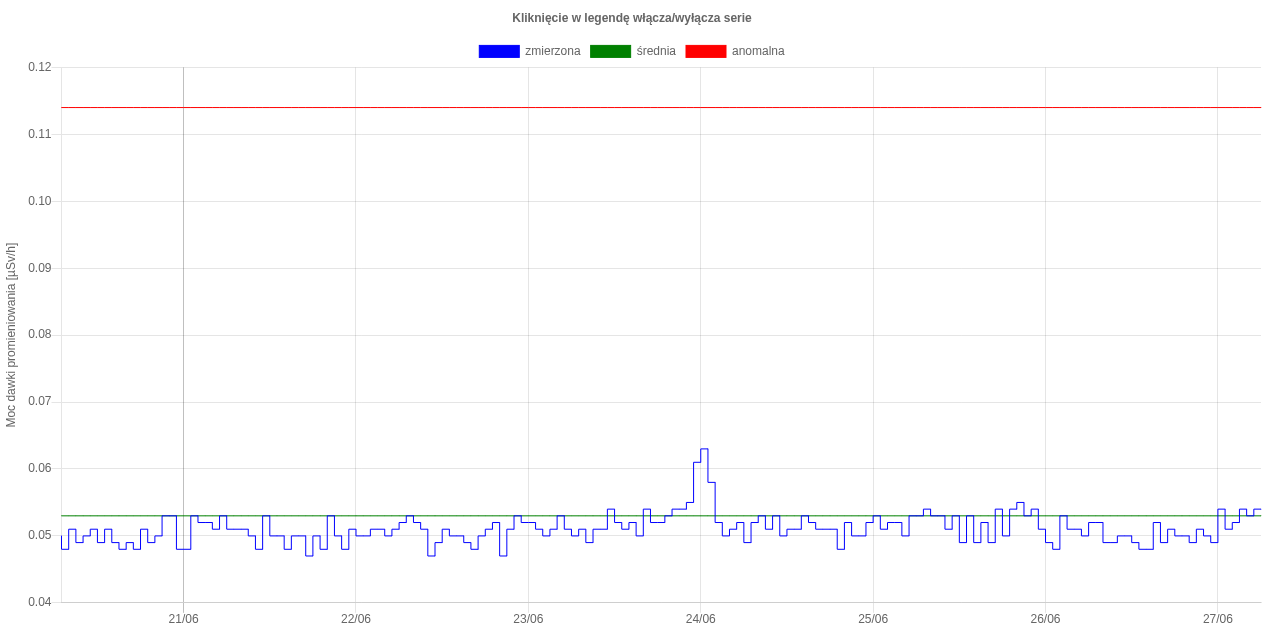 Kliknięcie w legendę włącza/wyłącza serie
zmierzona średnia anomalna
Moc dawki promieniowania [µSv/h]
0.12
0.11
0.10
0.09
0.08
0.07
0.06
0.05
0.04
21/06 22/06 23/06 24/06 25/06 26/06 27/06